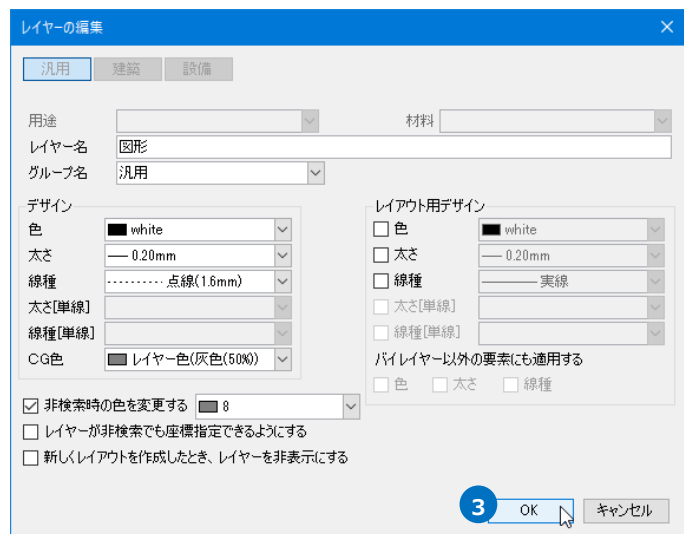 レイヤーの編集
汎用 建築 設備
用途 材料
レイヤー名 図形
グループ名 汎用
デザイン レイアウト用デザイン
色 white 色 white
太さ 0.20mm 太さ 0.20mm
線種 点線(1.6mm) 線種 実線
太さ[単線] 太さ[単線]
線種[単線] 線種[単線]
CG色 レイヤー色(灰色(50%)) バイレイヤー以外の要素にも適用する
色 太さ 線種
非検索時の色を変更する 8
レイヤーが非検索でも座標指定できるようにする
新しくレイアウトを作成したとき、レイヤーを非表示にする
3 OK キャンセル